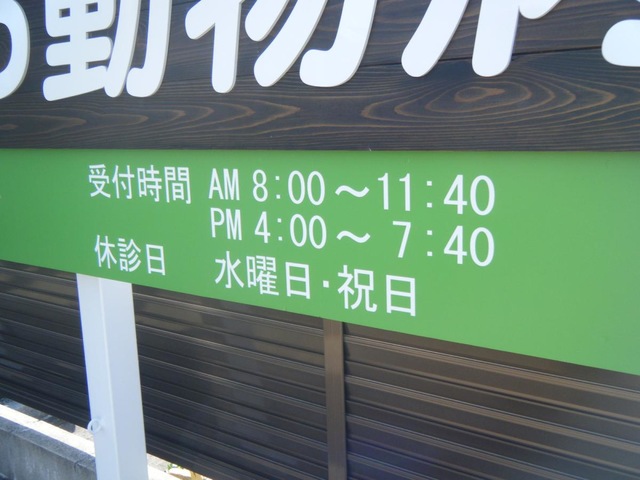 動物
受付時間 AM 8:00～11:40
PM 4:00～ 7:40
休診日 水曜日・祝日